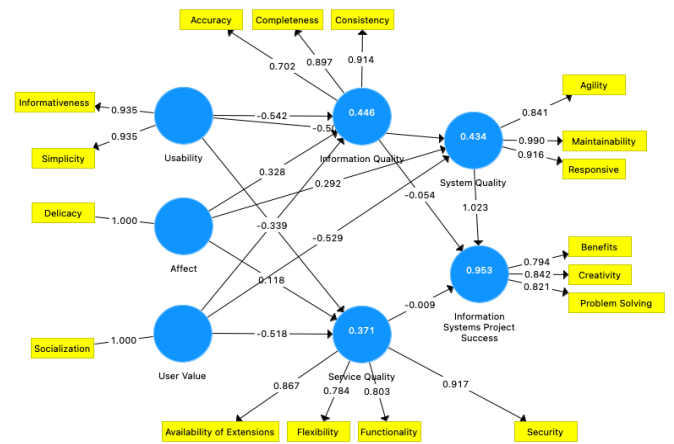 Accuracy
Completeness
Consistency
0.702
0.897
0.914
Informativeness
0.935
0.935
Simplicity
Usability
-0.542
0.446
Information Quality
0.434
System Quality
Agility
0.841
0.990
Maintainability
0.916
Responsive
0.328
0.292
-0.054
Delicacy
1.000
Affect
-0.339
-0.529
0.118
1.023
0.953
Information
Systems Project
Success
Benefits
0.794
0.842
Creativity
0.821
Problem Solving
-0.009
Socialization
1.000
User Value
-0.518
0.371
Service Quality
0.867
0.784
0.803
0.917
Availability of Extensions
Flexibility
Functionality
Security